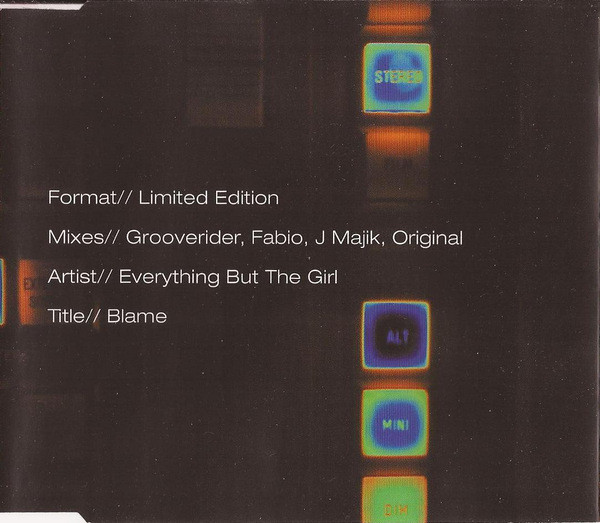 STEREO
Format// Limited Edition
Mixes// Grooverider, Fabio, J Majik, Original
Artist// Everything But The Girl
Title// Blame
ALT
MINI
DIM